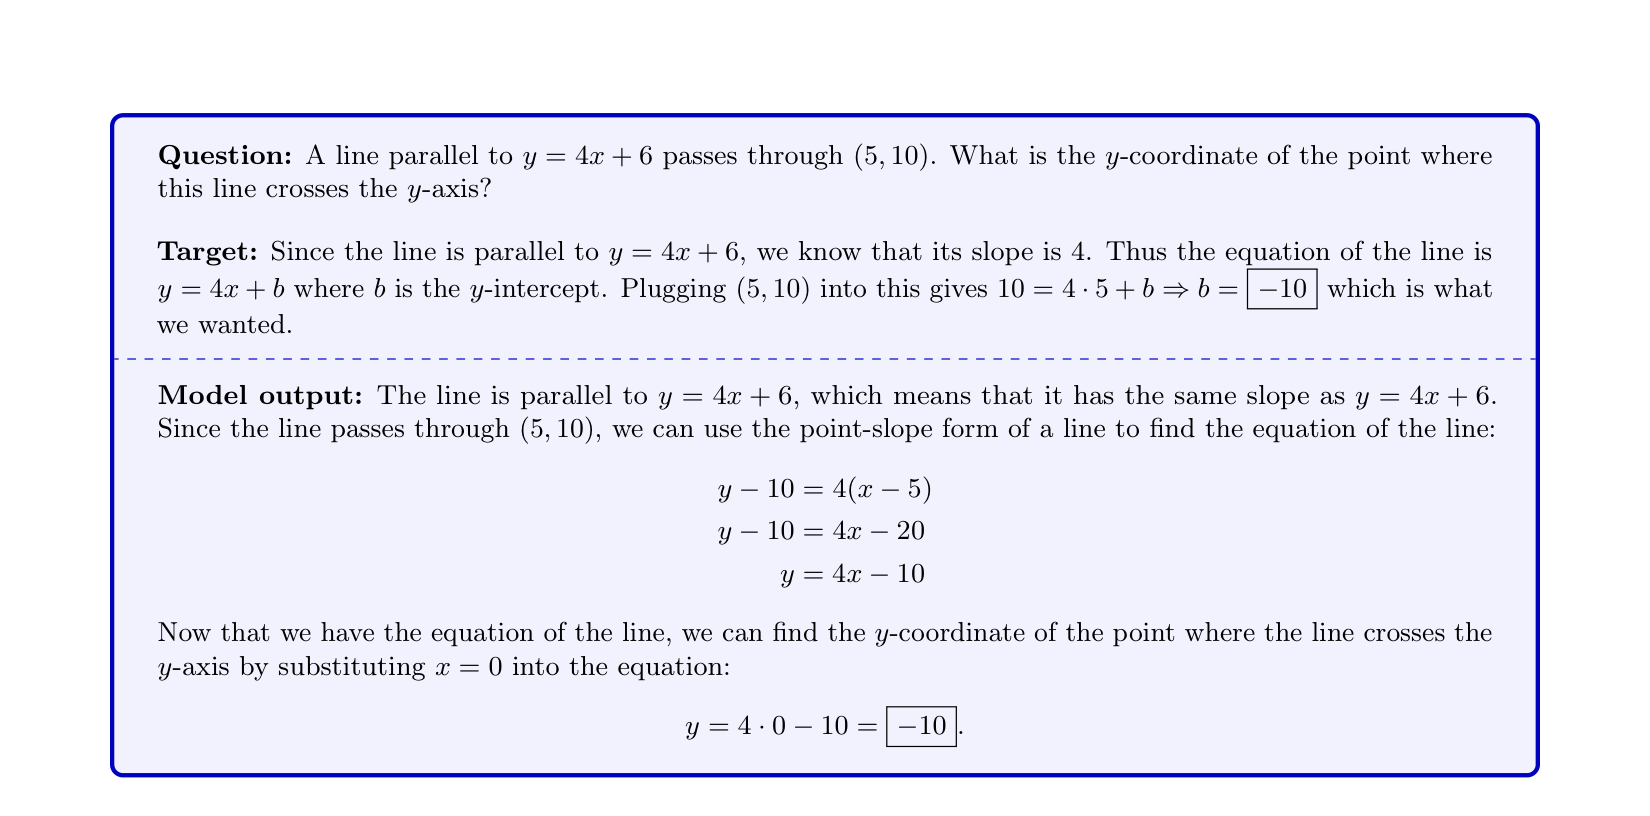 Question: A line parallel to y = 4x + 6 passes through (5, 10). What is the y-coordinate of the point where
this line crosses the y-axis?
Target: Since the line is parallel to y = 4x + 6, we know that its slope is 4. Thus the equation of the line is
y = 4x + b where b is the y-intercept. Plugging (5, 10) into this gives 10 = 4 · 5 + b ⇒ b = −10 which is what
we wanted.
Model output: The line is parallel to y = 4x + 6, which means that it has the same slope as y = 4x + 6.
Since the line passes through (5, 10), we can use the point-slope form of a line to find the equation of the line:
y − 10 = 4(x − 5)
y − 10 = 4x − 20
y = 4x − 10
Now that we have the equation of the line, we can find the y-coordinate of the point where the line crosses the
y-axis by substituting x = 0 into the equation:
y = 4 · 0 − 10 = −10.